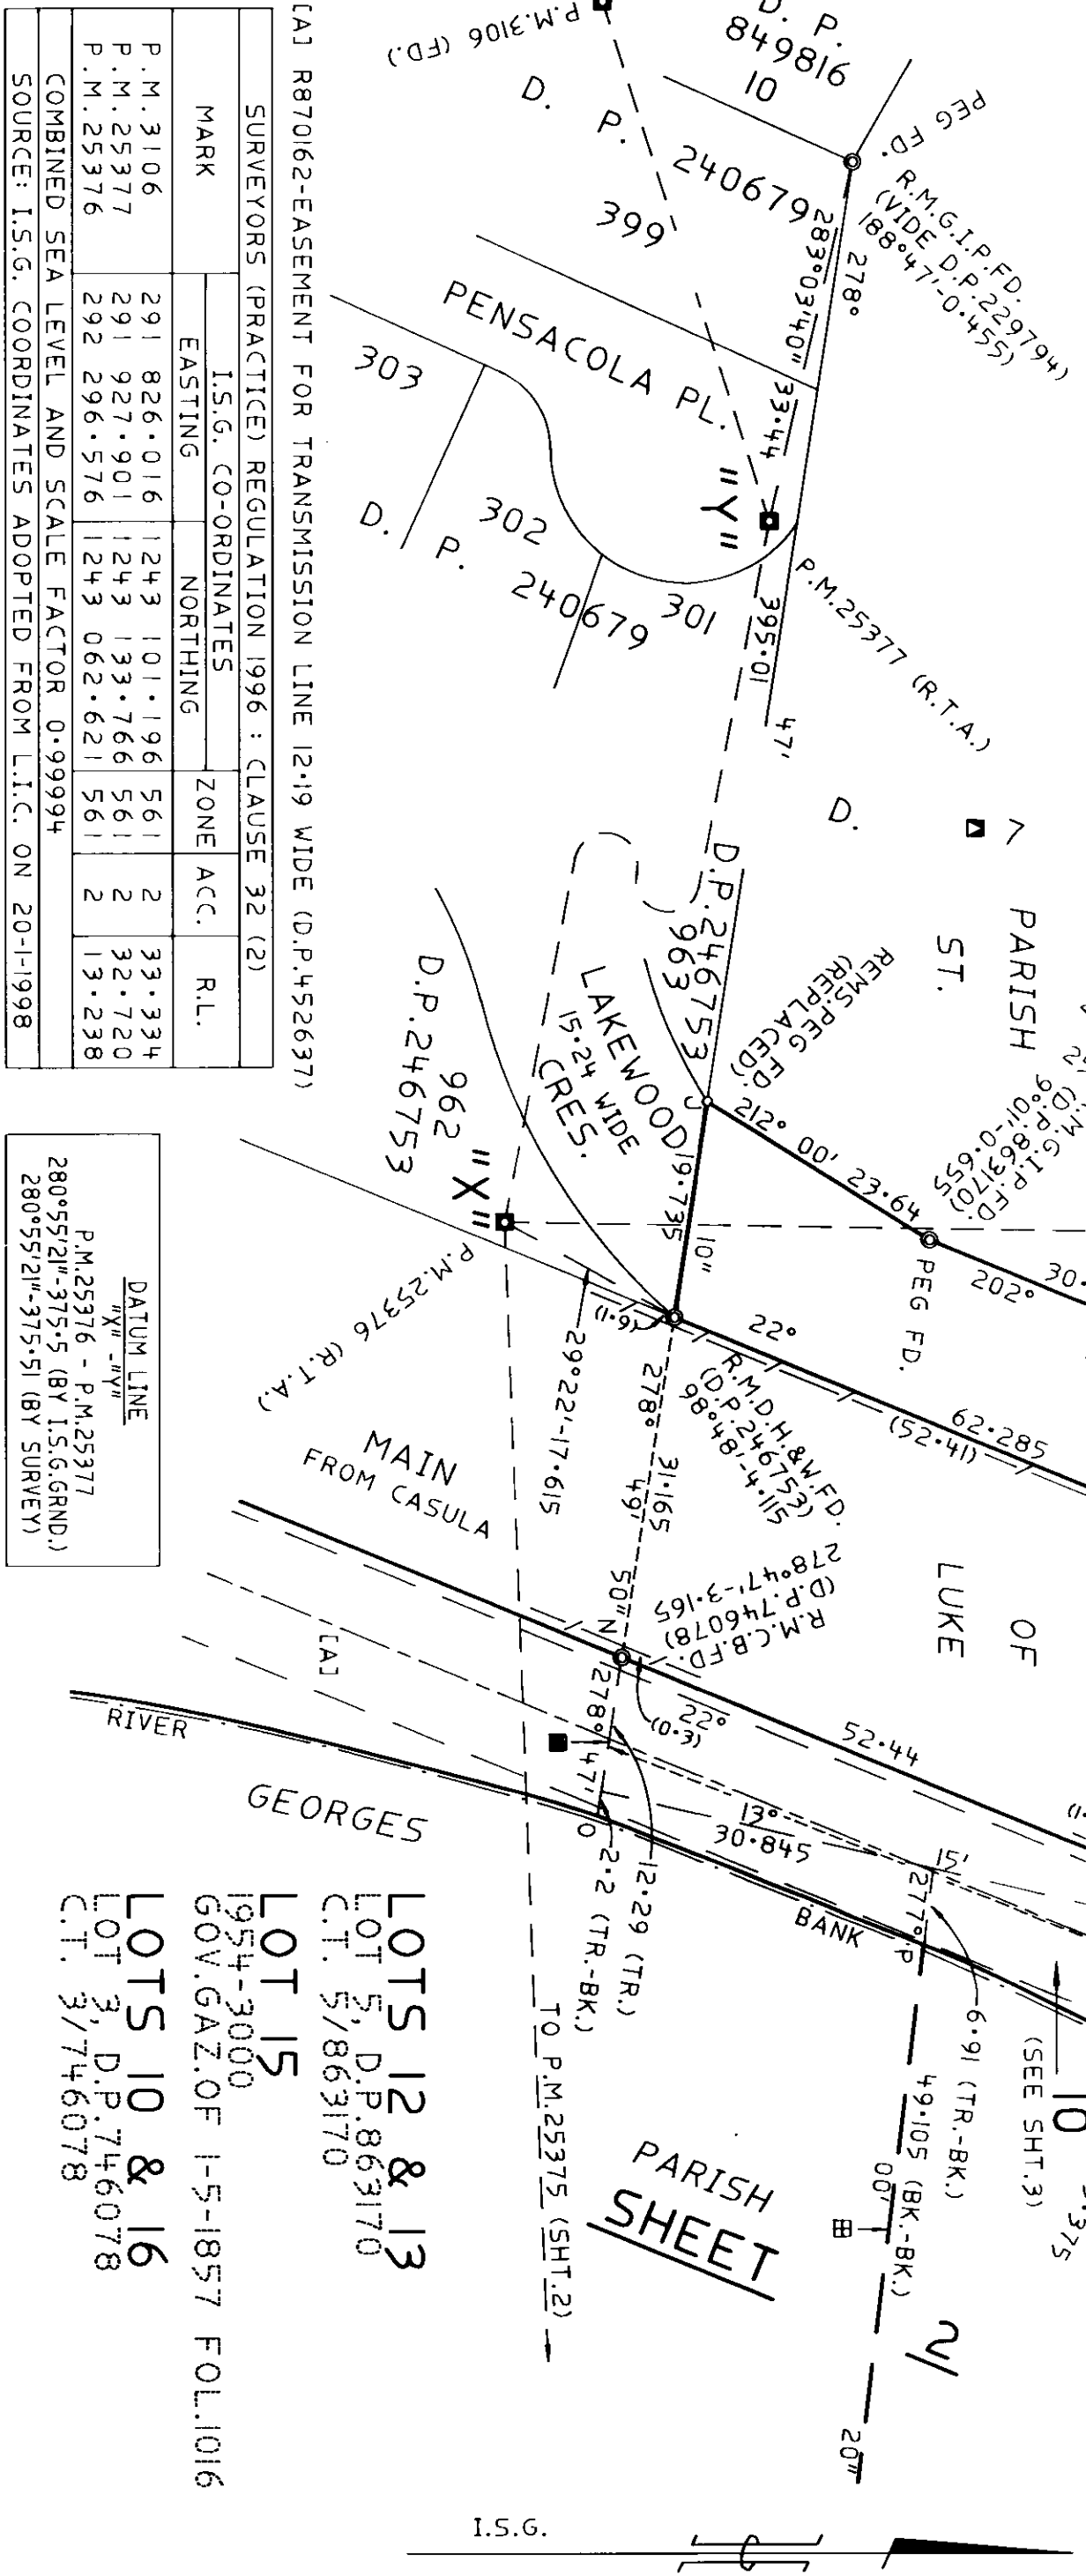 D. P.
849816
10
PEG FD.
R.M.G.I.P.FD.
(VIDE D.P.229794)
188°47'-0·455)
P.M.3106 (FD.)
D. P. 240679
399
278°
283°03'40"
33·44
PENSACOLA PL.
"Y"
P.M.25377 (R.T.A.)
303
302
301
D. P. 240679
395·01
47'
D.
7
PARISH
ST.
OF
LUKE
D.P.246753
963
REMS.PEG FD.
(REPLACED)
LAKEWOOD
15·24 WIDE
CRES.
19·735
10"
212° 00' 23·64
PEG FD.
202°
30·
G.I.P.FD.
(D.P.863170)
9°01'-0·655
962
D.P.246753
"X"
P.M.25376 (R.T.A.)
(1·9)
29°22'-17·615
22°
62·285
(52·41)
R.M.D.H.&W.FD.
(D.P.246753)
98°48'-4·115
278° 31·165
49'
50"
MAIN
FROM CASULA
R.M.C.B.FD.
(D.P.746078)
278°47'-3·165
N
22°
52·44
(0·3)
278°
47'
O
[A]
RIVER
GEORGES
13°
30·845
15'
277°
P
BANK
12·29 (TR.)
2·2 (TR.-BK.)
6·91 (TR.-BK.)
49·105 (BK.-BK.)
00'
20"
10
(SEE SHT.3)
·375
TO P.M.25375 (SHT.2)
PARISH
SHEET
2
[A] R870162-EASEMENT FOR TRANSMISSION LINE 12·19 WIDE (D.P.452637)
SURVEYORS (PRACTICE) REGULATION 1996 : CLAUSE 32 (2)
MARK I.S.G. CO-ORDINATES ZONE ACC. R.L.
EASTING NORTHING
P.M.3106 291 826·016 1243 101·196 561 2 33·334
P.M.25377 291 927·901 1243 133·766 561 2 32·720
P.M.25376 292 296·576 1243 062·621 561 2 13·238
COMBINED SEA LEVEL AND SCALE FACTOR 0·99994
SOURCE: I.S.G. COORDINATES ADOPTED FROM L.I.C. ON 20-1-1998
DATUM LINE
"X" - "Y"
P.M.25376 - P.M.25377
280°55'21"-375·5 (BY I.S.G.GRND.)
280°55'21"-375·51 (BY SURVEY)
LOTS 12 & 13
LOT 5, D.P.863170
C.T. 5/863170
LOT 15
1954-3000
GOV.GAZ.OF 1-5-1857 FOL.1016
LOTS 10 & 16
LOT 3, D.P.746078
C.T. 3/746078
I.S.G.